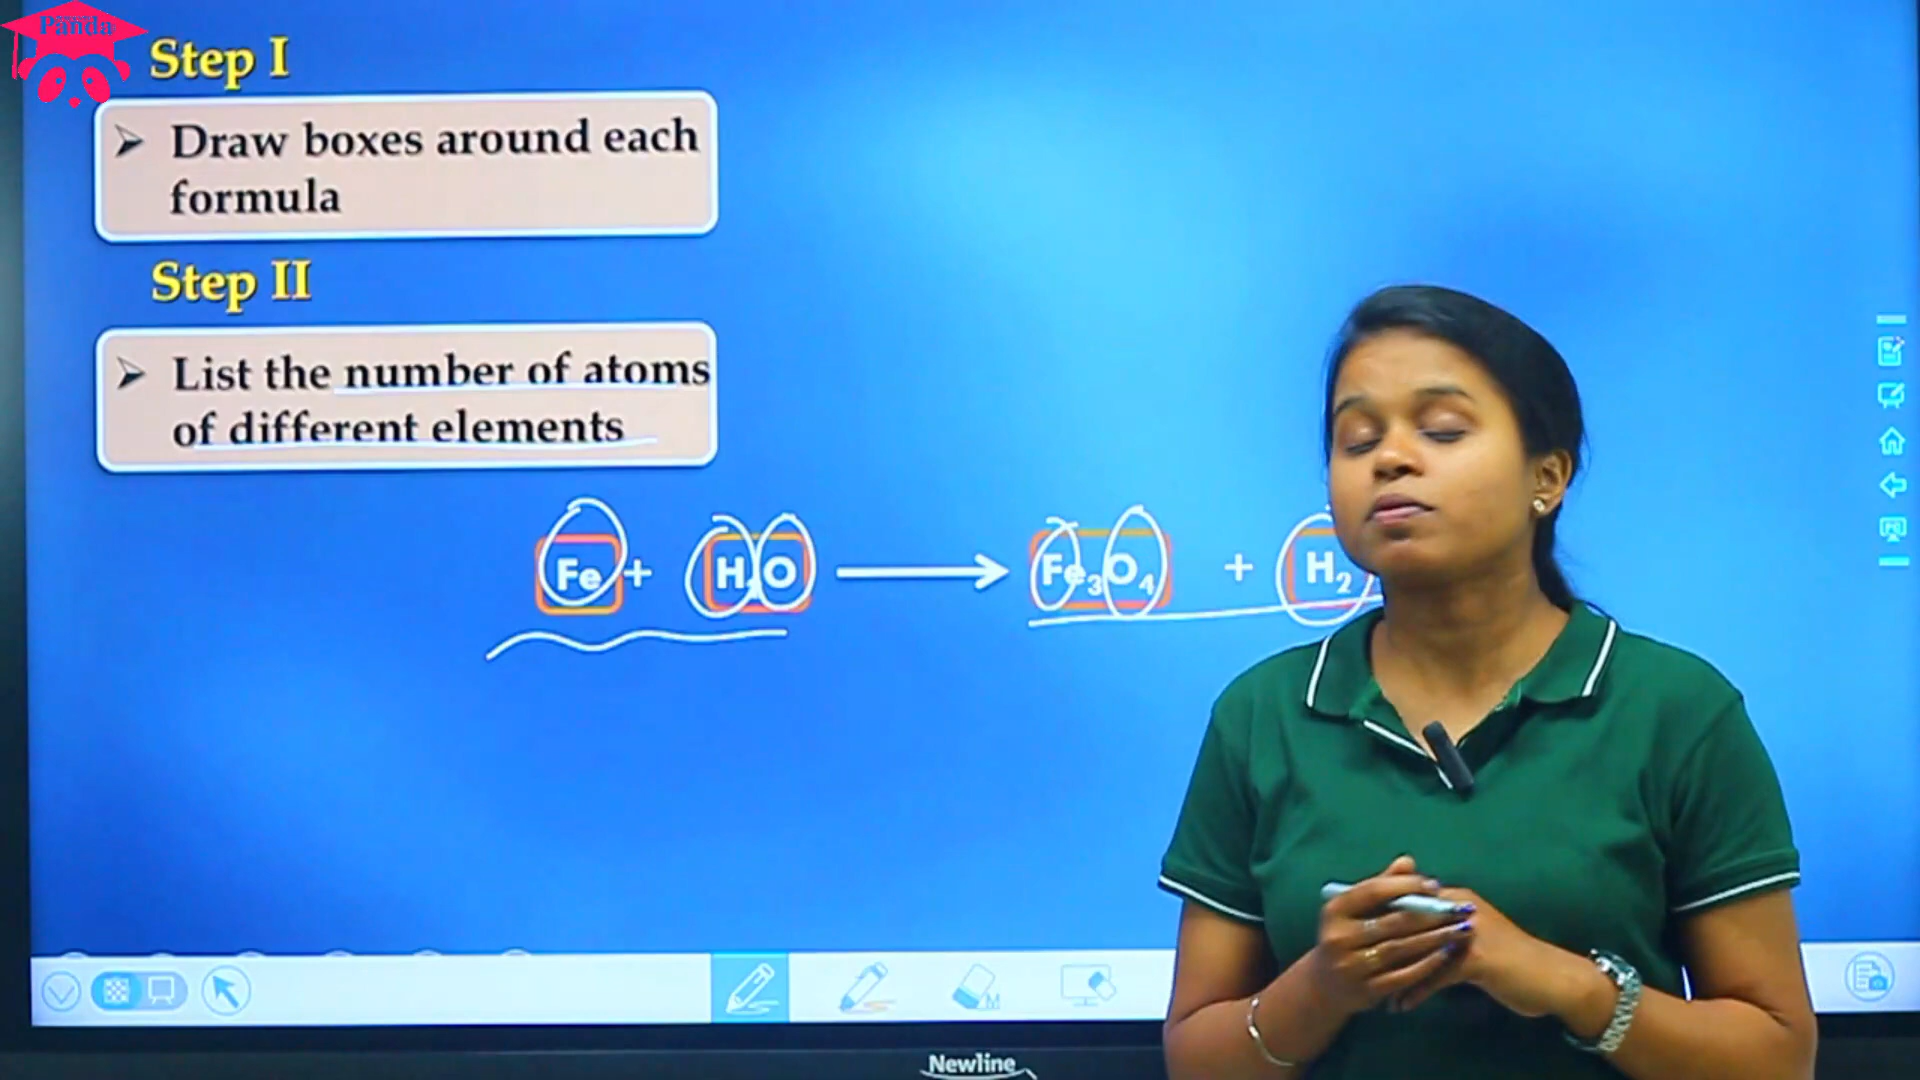 Panda
Step I
➢ Draw boxes around each
formula
Step II
➢ List the number of atoms
of different elements
Fe + H₂O ⟶ Fe₃O₄ + H₂
M
Newline